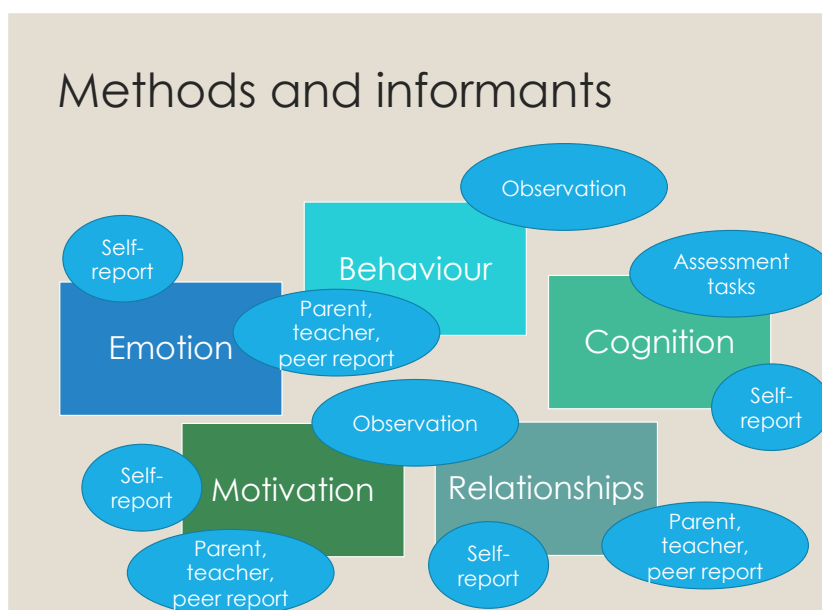 Methods and informants
Observation
Self-
report
Behaviour
Assessment
tasks
Parent,
teacher,
peer report
Emotion
Cognition
Observation
Self-
report
Self-
report
Motivation
Relationships
Parent,
teacher,
peer report
Self-
report
Parent,
teacher,
peer report